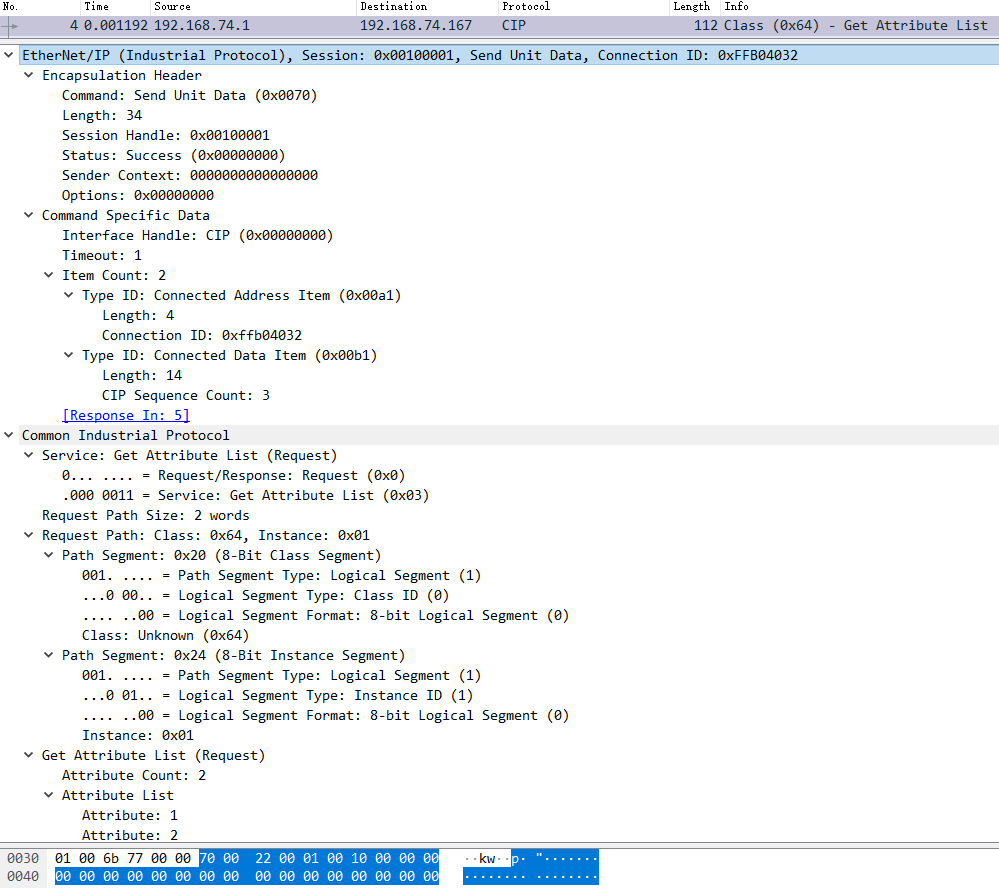 No. Time Source Destination Protocol Length Info
4 0.001192 192.168.74.1 192.168.74.167 CIP 112 Class (0x64) - Get Attribute List
EtherNet/IP (Industrial Protocol), Session: 0x00100001, Send Unit Data, Connection ID: 0xFFB04032
Encapsulation Header
Command: Send Unit Data (0x0070)
Length: 34
Session Handle: 0x00100001
Status: Success (0x00000000)
Sender Context: 0000000000000000
Options: 0x00000000
Command Specific Data
Interface Handle: CIP (0x00000000)
Timeout: 1
Item Count: 2
Type ID: Connected Address Item (0x00a1)
Length: 4
Connection ID: 0xffb04032
Type ID: Connected Data Item (0x00b1)
Length: 14
CIP Sequence Count: 3
[Response In: 5]
Common Industrial Protocol
Service: Get Attribute List (Request)
0... .... = Request/Response: Request (0x0)
.000 0011 = Service: Get Attribute List (0x03)
Request Path Size: 2 words
Request Path: Class: 0x64, Instance: 0x01
Path Segment: 0x20 (8-Bit Class Segment)
001. .... = Path Segment Type: Logical Segment (1)
...0 00.. = Logical Segment Type: Class ID (0)
.... ..00 = Logical Segment Format: 8-bit Logical Segment (0)
Class: Unknown (0x64)
Path Segment: 0x24 (8-Bit Instance Segment)
001. .... = Path Segment Type: Logical Segment (1)
...0 01.. = Logical Segment Type: Instance ID (1)
.... ..00 = Logical Segment Format: 8-bit Logical Segment (0)
Instance: 0x01
Get Attribute List (Request)
Attribute Count: 2
Attribute List
Attribute: 1
Attribute: 2
0030 01 00 6b 77 00 00 70 00 22 00 01 00 10 00 00 00 ··kw··p· "·······
0040 00 00 00 00 00 00 00 00 00 00 00 00 00 00 00 00 ········ ········